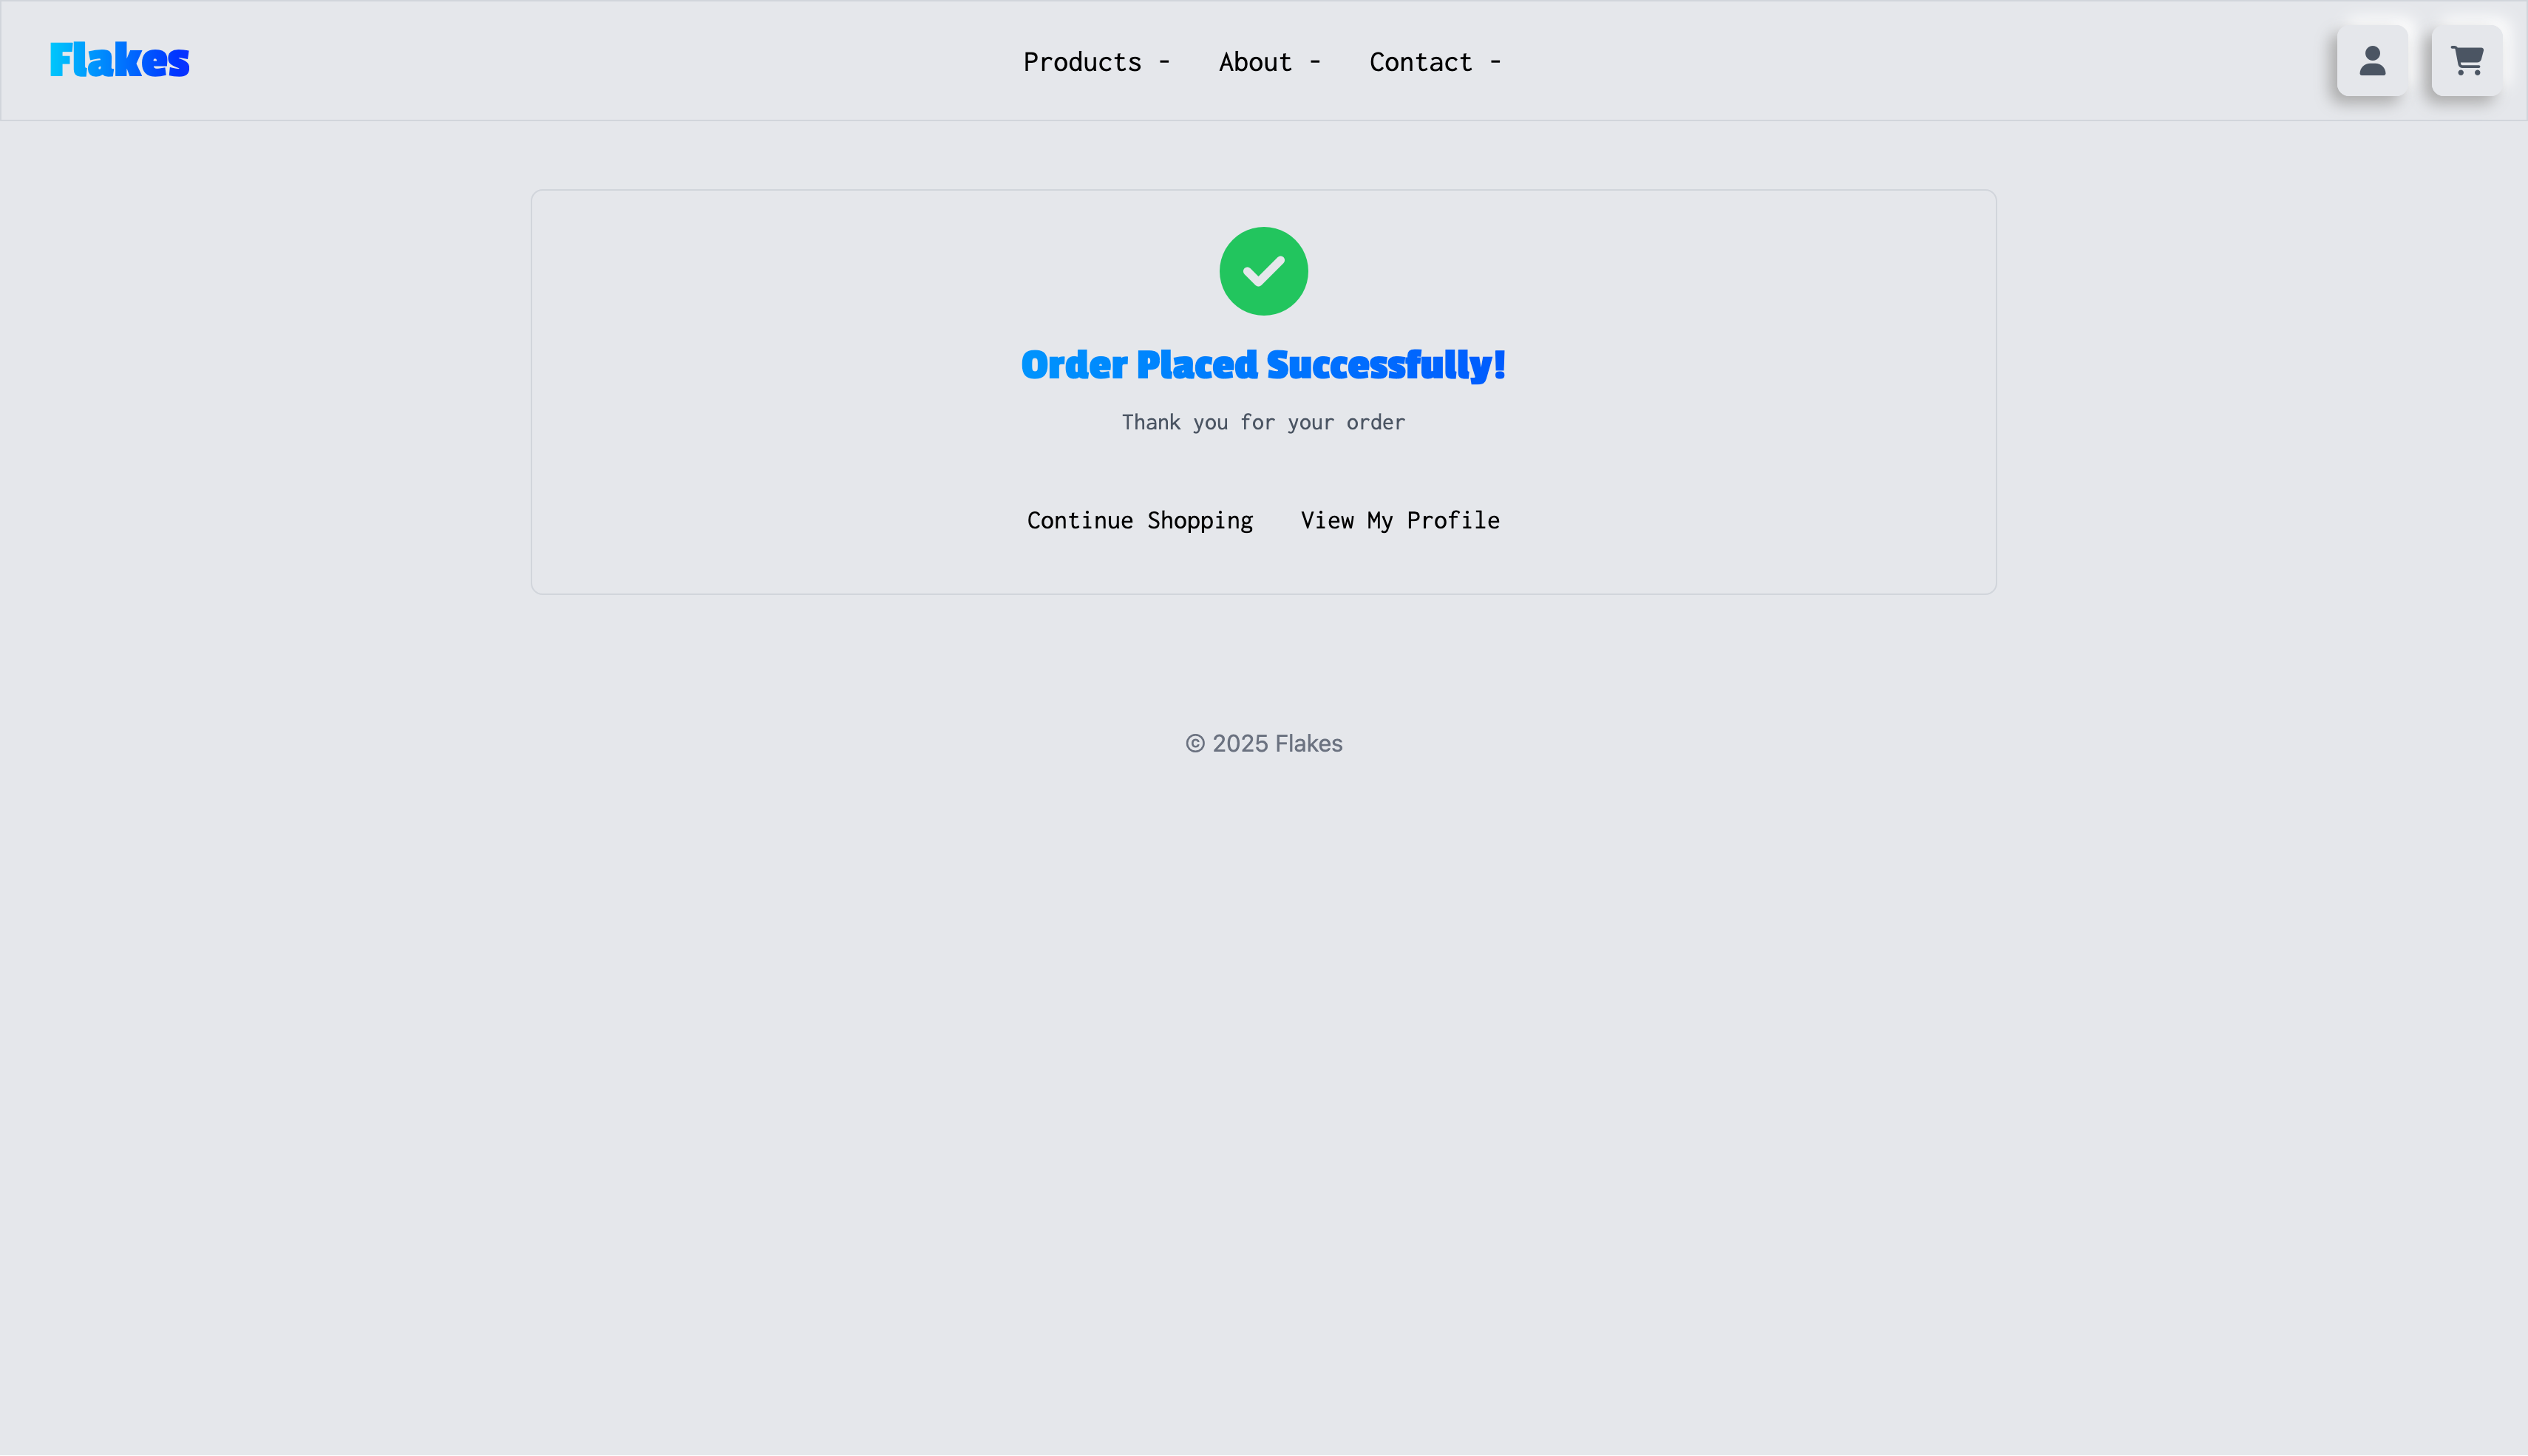 Flakes
Products -
About -
Contact -
Order Placed Successfully!
Thank you for your order
Continue Shopping
View My Profile
© 2025 Flakes